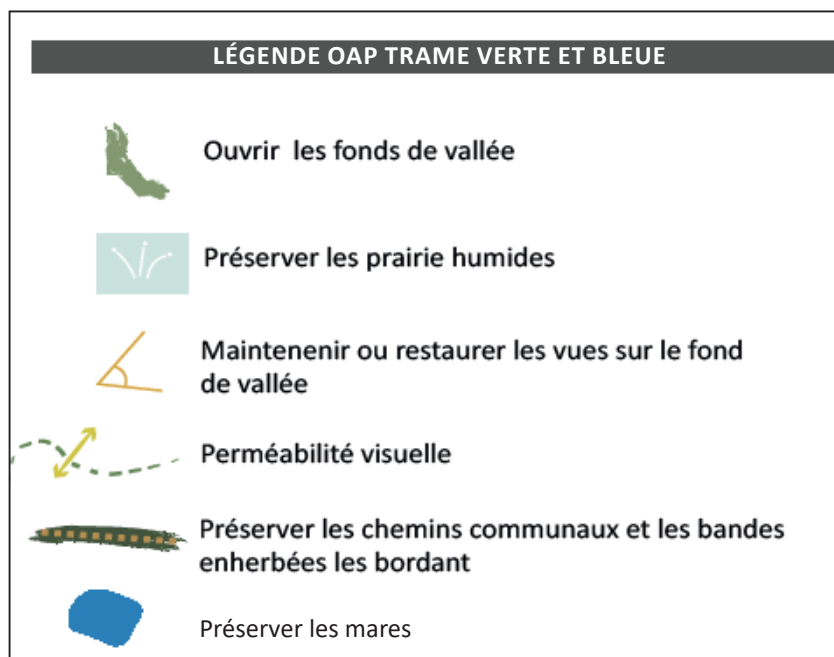 LÉGENDE OAP TRAME VERTE ET BLEUE
Ouvrir les fonds de vallée
Préserver les prairie humides
Maintenenir ou restaurer les vues sur le fond
de vallée
Perméabilité visuelle
Préserver les chemins communaux et les bandes
enherbées les bordant
Préserver les mares